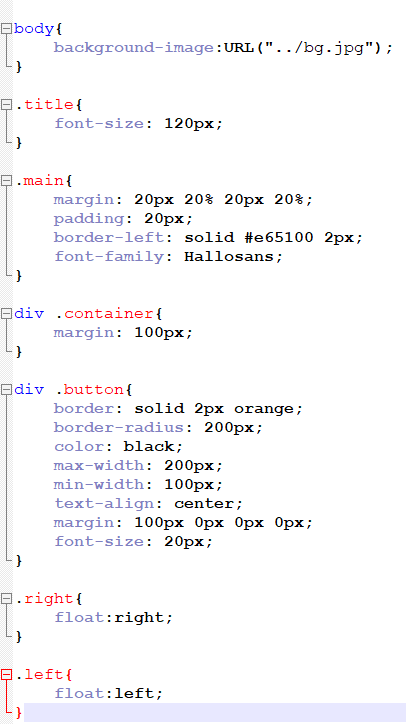 body{
background-image:URL("../bg.jpg");
}
.title{
font-size: 120px;
}
.main{
margin: 20px 20% 20px 20%;
padding: 20px;
border-left: solid #e65100 2px;
font-family: Hallosans;
}
div .container{
margin: 100px;
}
div .button{
border: solid 2px orange;
border-radius: 200px;
color: black;
max-width: 200px;
min-width: 100px;
text-align: center;
margin: 100px 0px 0px 0px;
font-size: 20px;
}
.right{
float:right;
}
.left{
float:left;
}